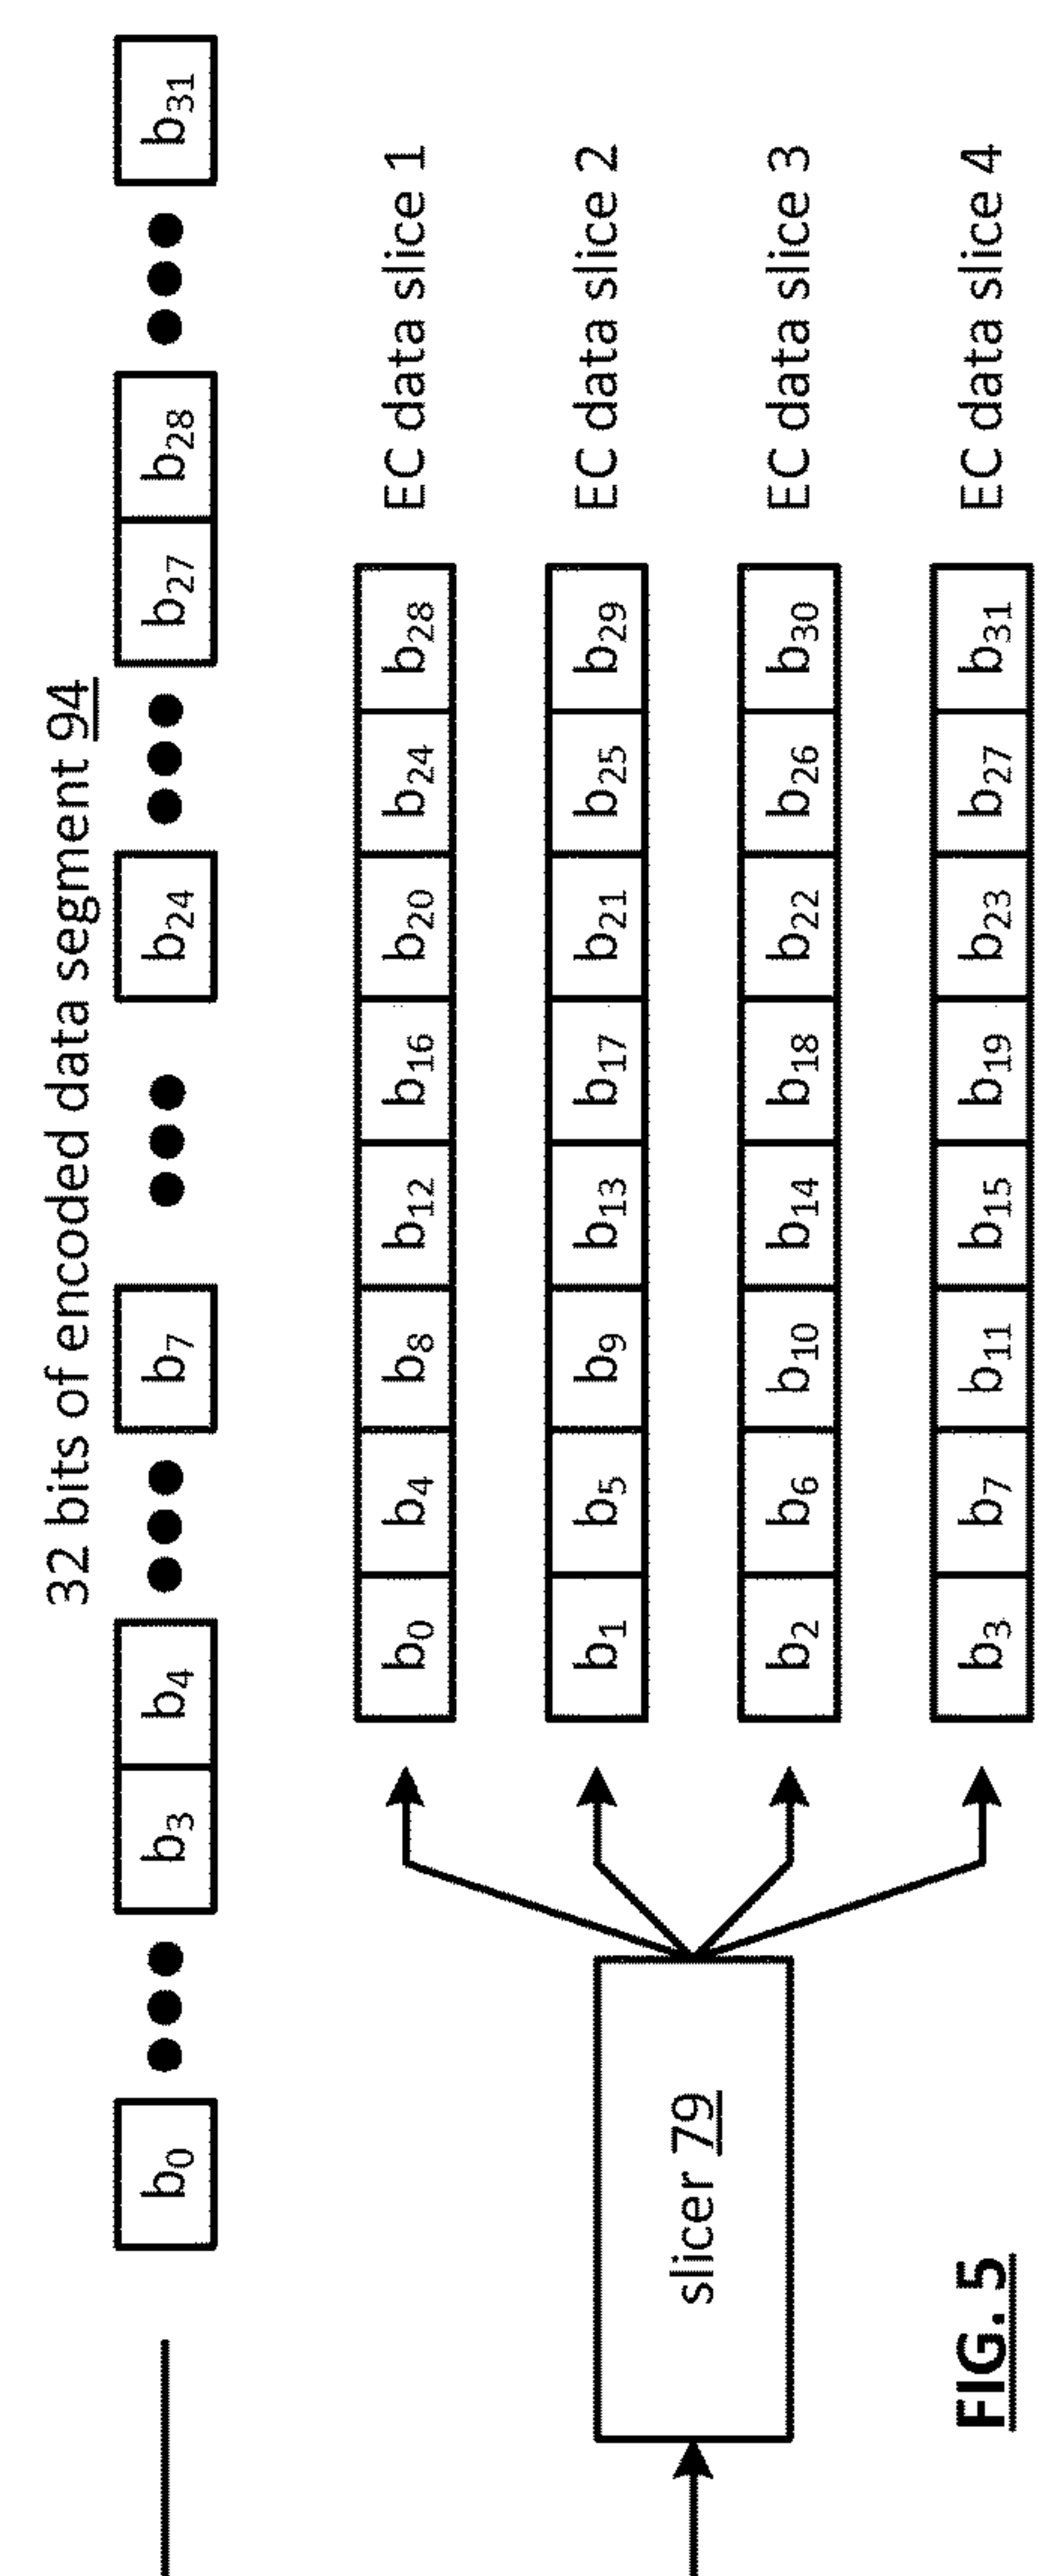 32 bits of encoded data segment 94
b0 b3 b4 b7 b24 b27 b28 b31
b0 b4 b8 b12 b16 b20 b24 b28 EC data slice 1
b1 b5 b9 b13 b17 b21 b25 b29 EC data slice 2
slicer 79
b2 b6 b10 b14 b18 b22 b26 b30 EC data slice 3
b3 b7 b11 b15 b19 b23 b27 b31 EC data slice 4
FIG. 5